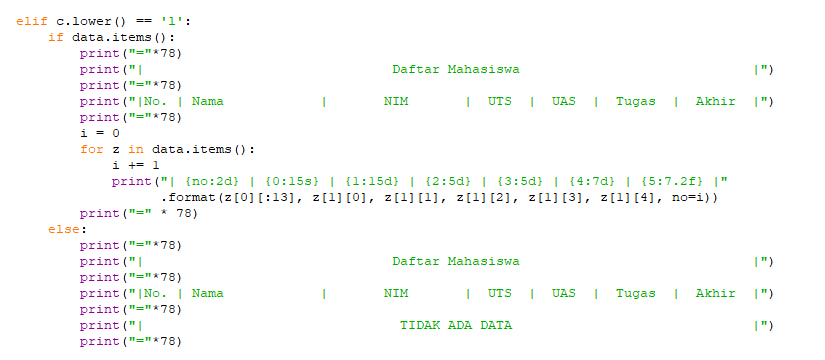 elif c.lower() == 'l':
    if data.items():
        print("="*78)
        print("|                               Daftar Mahasiswa                             |")
        print("="*78)
        print("|No. | Nama            |       NIM       |  UTS  |  UAS  |  Tugas  |  Akhir  |")
        print("="*78)
        i = 0
        for z in data.items():
            i += 1
            print("| {no:2d} | {0:15s} | {1:15d} | {2:5d} | {3:5d} | {4:7d} | {5:7.2f} |"
                  .format(z[0][:13], z[1][0], z[1][1], z[1][2], z[1][3], z[1][4], no=i))
        print("=" * 78)
    else:
        print("="*78)
        print("|                               Daftar Mahasiswa                             |")
        print("="*78)
        print("|No. | Nama            |       NIM       |  UTS  |  UAS  |  Tugas  |  Akhir  |")
        print("="*78)
        print("|                                TIDAK ADA DATA                              |")
        print("="*78)